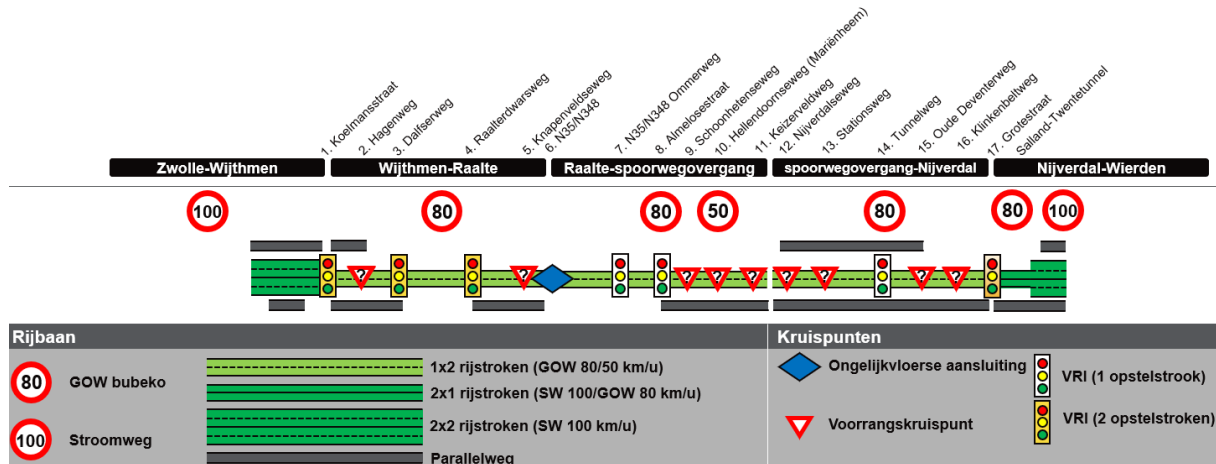 1. Koelmansstraat
2. Hagenweg
3. Dalfserweg
4. Raalterdwarsweg
5. Knapenveldseweg
6. N35/N348
7. N35/N348 Ommerweg
8. Almelosestraat
9. Schoonhetenseweg
10. Hellendoornseweg (Mariënheem)
11. Keizerveldweg
12. Nijverdalseweg
13. Stationsweg
14. Tunnelweg
15. Oude Deventerweg
16. Klinkenbeltweg
17. Grotestraat
Salland-Twentetunnel
Zwolle-Wijthmen
Wijthmen-Raalte
Raalte-spoorwegovergang
spoorwegovergang-Nijverdal
Nijverdal-Wierden
100
80
80
50
80
80
100
? ? ? ? ? ? ? ? ?
Rijbaan
80
GOW bubeko
100
Stroomweg
1x2 rijstroken (GOW 80/50 km/u)
2x1 rijstroken (SW 100/GOW 80 km/u)
2x2 rijstroken (SW 100 km/u)
Parallelweg
Kruispunten
Ongelijkvloerse aansluiting
Voorrangskruispunt
VRI (1 opstelstrook)
VRI (2 opstelstroken)